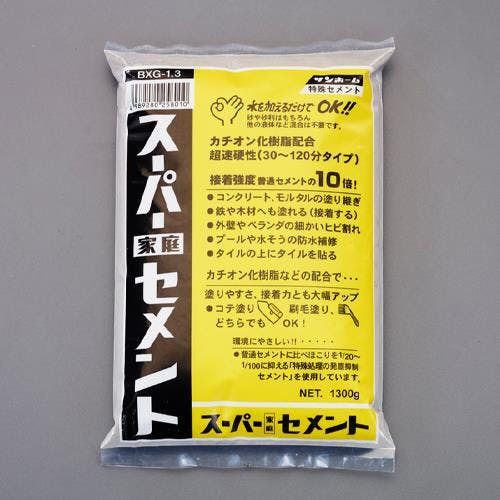 BXG-1.3
4989280258010
スーパー
家庭
セメント
サンホーム
特殊セメント
水を加えるだけで OK!!
砂や砂利はもちろん
他の液体など混合は不要です。
カチオン化樹脂配合
超速硬性(30〜120分タイプ)
接着強度普通セメントの10倍!
●コンクリート、モルタルの塗り継ぎ
●鉄や木材へも塗れる(接着する)
●外壁やベランダの細かいヒビ割れ
●プールや水そうの防水補修
●タイルの上にタイルを貼る
カチオン化樹脂などの配合で・・・
塗りやすさ、接着力とも大幅アップ
●コテ塗り 刷毛塗り、
どちらでも OK!
環境にやさしい!!・・・・・
●普通セメントに比べほこりを1/20〜
1/100に抑える「特殊処理の発塵抑制
セメント」を使用しています。
NET. 1300g
スーパー家庭セメント